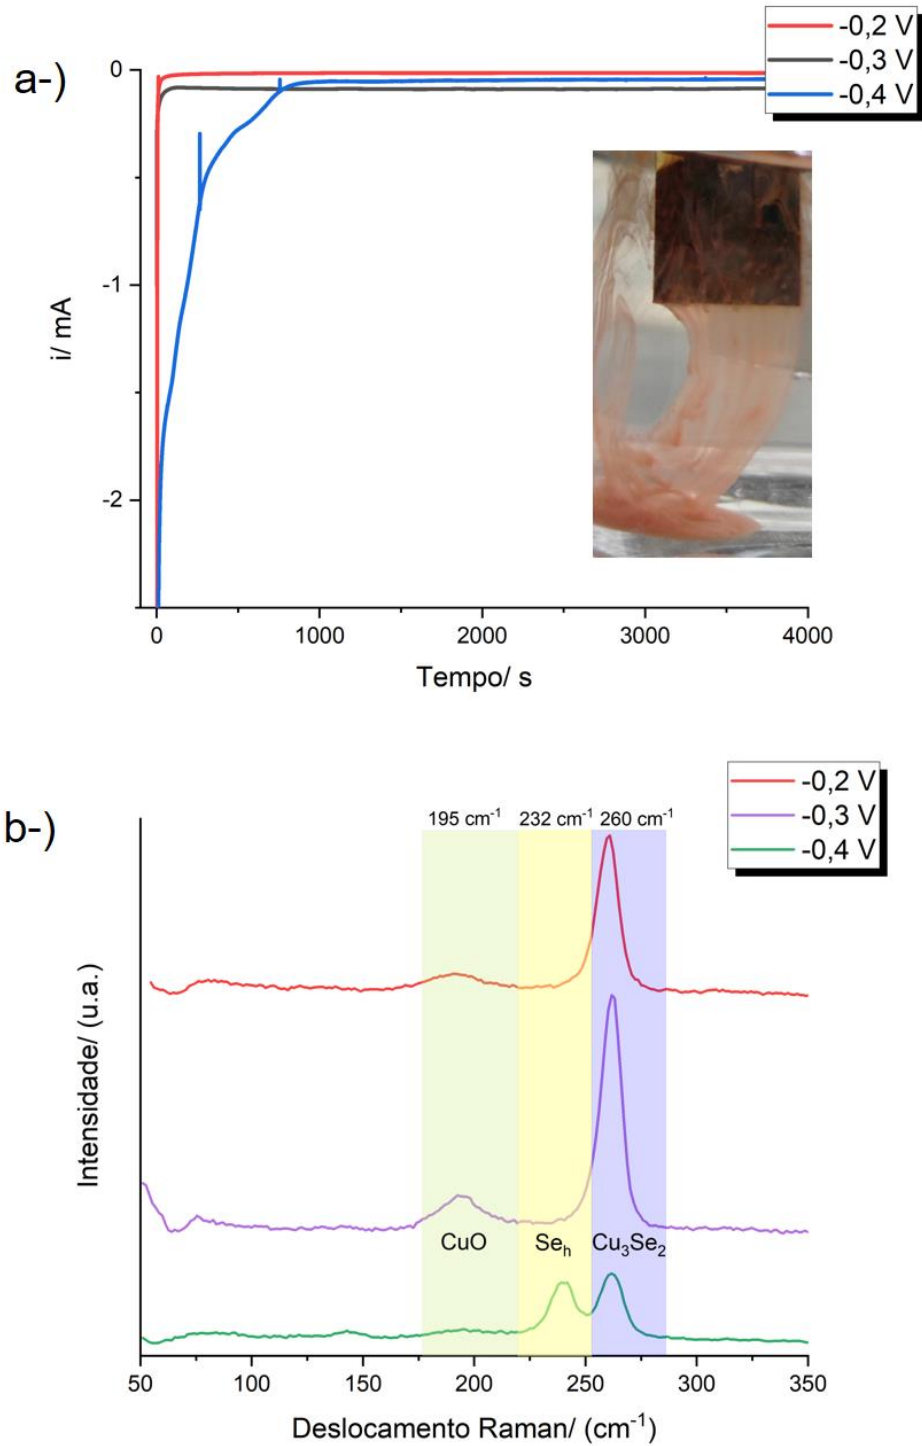 a-)
-0,2 V
-0,3 V
-0,4 V
0
-1
-2
i/ mA
0 1000 2000 3000 4000
Tempo/ s
b-)
-0,2 V
-0,3 V
-0,4 V
195 cm⁻¹ 232 cm⁻¹ 260 cm⁻¹
Intensidade/ (u.a.)
CuO Seₕ Cu₃Se₂
50 100 150 200 250 300 350
Deslocamento Raman/ (cm⁻¹)